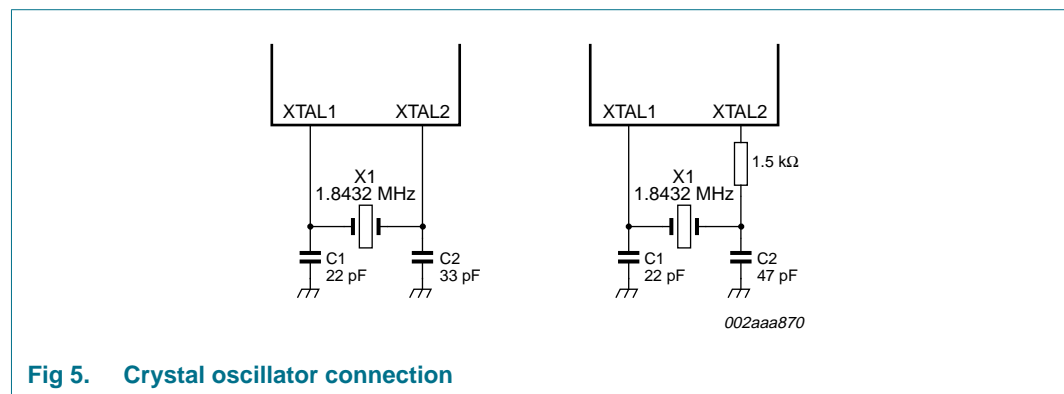 XTAL1 XTAL2
X1
1.8432 MHz
C1
22 pF
C2
33 pF
XTAL1 XTAL2
1.5 kΩ
X1
1.8432 MHz
C1
22 pF
C2
47 pF
002aaa870
Fig 5. Crystal oscillator connection